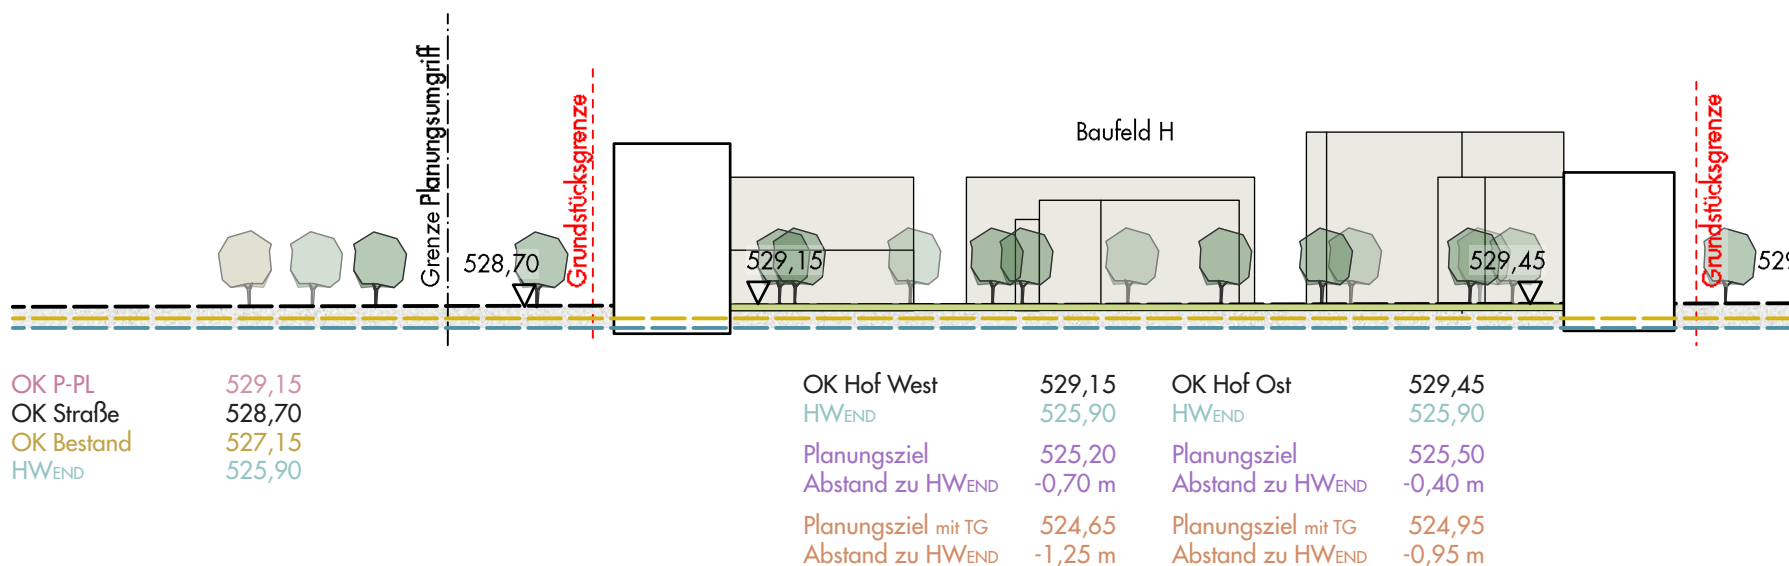 Grenze Planungsumgriff
Grundstücksgrenze
Baufeld H
Grundstücksgrenze
528,70
529,15
529,45
529
OK P-PL 529,15
OK Straße 528,70
OK Bestand 527,15
HWEND 525,90
OK Hof West 529,15
HWEND 525,90
Planungsziel 525,20
Abstand zu HWEND -0,70 m
Planungsziel mit TG 524,65
Abstand zu HWEND -1,25 m
OK Hof Ost 529,45
HWEND 525,90
Planungsziel 525,50
Abstand zu HWEND -0,40 m
Planungsziel mit TG 524,95
Abstand zu HWEND -0,95 m